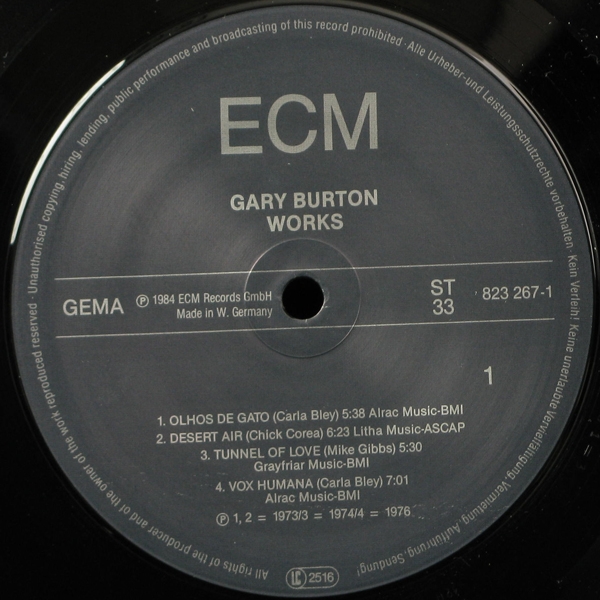 Unauthorised copying, hiring, lending, public performance and broadcasting of this record prohibited · Alle Urheber- und Leistungsschutzrechte vorbehalten. Kein Verleih! Keine unerlaubte Vervielfältigung, Vermietung, Aufführung, Sendung!
ECM
GARY BURTON
WORKS
GEMA
℗ 1984 ECM Records GmbH
Made in W. Germany
ST
33
823 267-1
1
1. OLHOS DE GATO (Carla Bley) 5:38 Alrac Music-BMI
2. DESERT AIR (Chick Corea) 6:23 Litha Music-ASCAP
3. TUNNEL OF LOVE (Mike Gibbs) 5:30
Grayfriar Music-BMI
4. VOX HUMANA (Carla Bley) 7:01
Alrac Music-BMI
℗ 1, 2 = 1973/3 = 1974/4 = 1976
LC 2516
All rights of the producer and of the owner of the work reproduced reserved ·